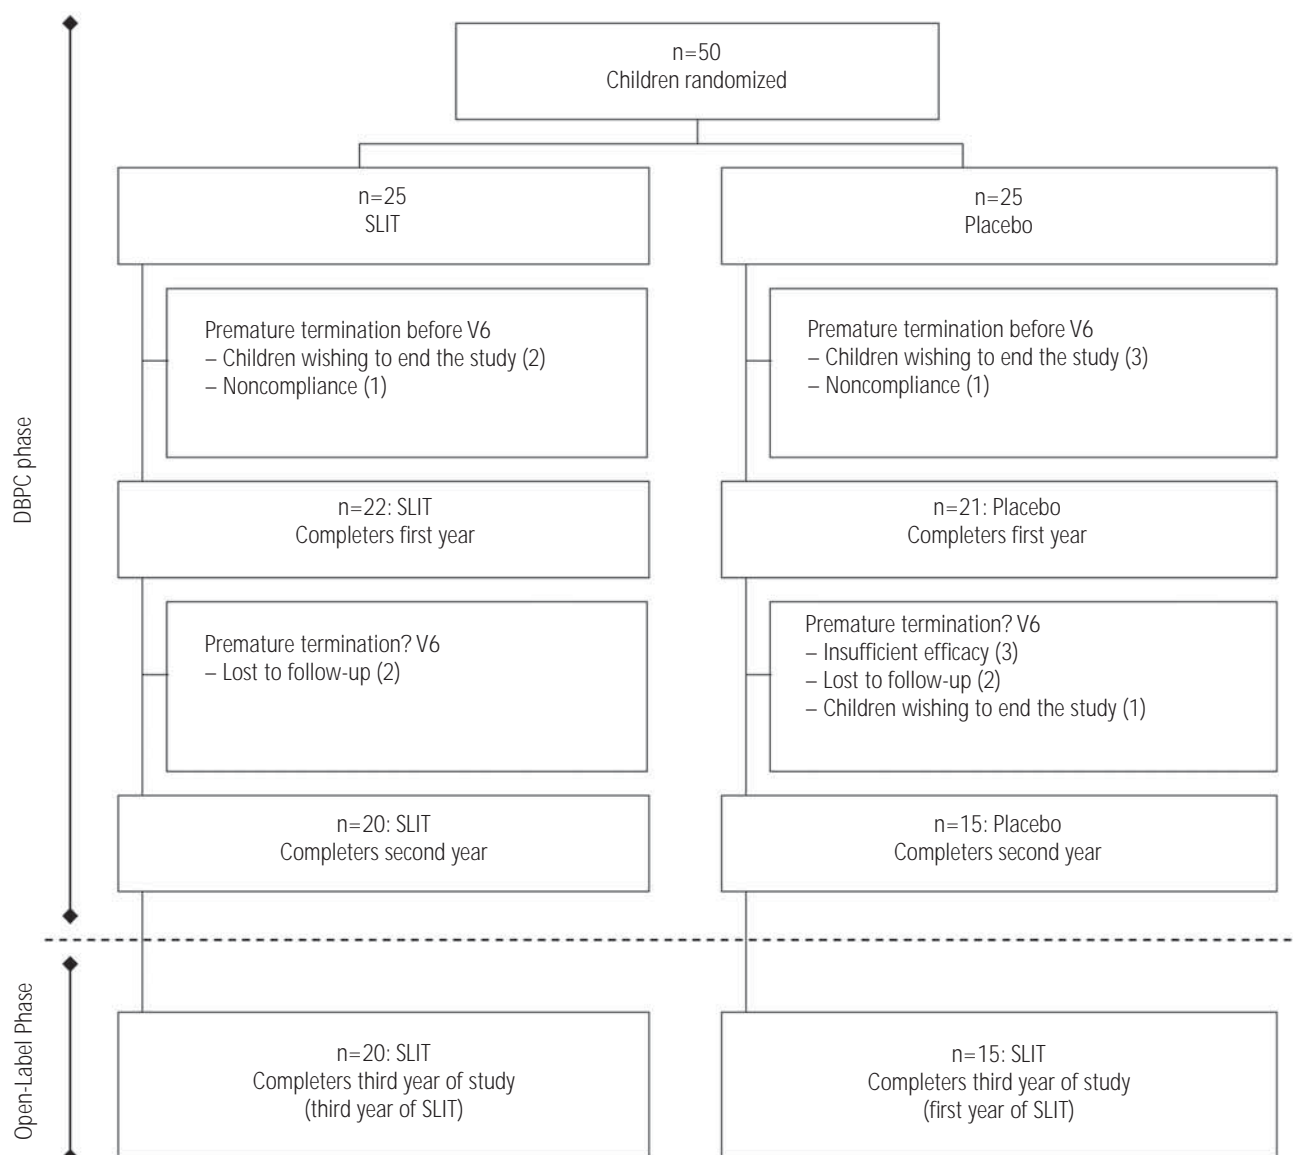 n=50
Children randomized
n=25
SLIT
n=25
Placebo
Premature termination before V6
– Children wishing to end the study (2)
– Noncompliance (1)
Premature termination before V6
– Children wishing to end the study (3)
– Noncompliance (1)
DBPC phase
n=22: SLIT
Completers first year
n=21: Placebo
Completers first year
Premature termination? V6
– Lost to follow-up (2)
Premature termination? V6
– Insufficient efficacy (3)
– Lost to follow-up (2)
– Children wishing to end the study (1)
n=20: SLIT
Completers second year
n=15: Placebo
Completers second year
Open-Label Phase
n=20: SLIT
Completers third year of study
(third year of SLIT)
n=15: SLIT
Completers third year of study
(first year of SLIT)